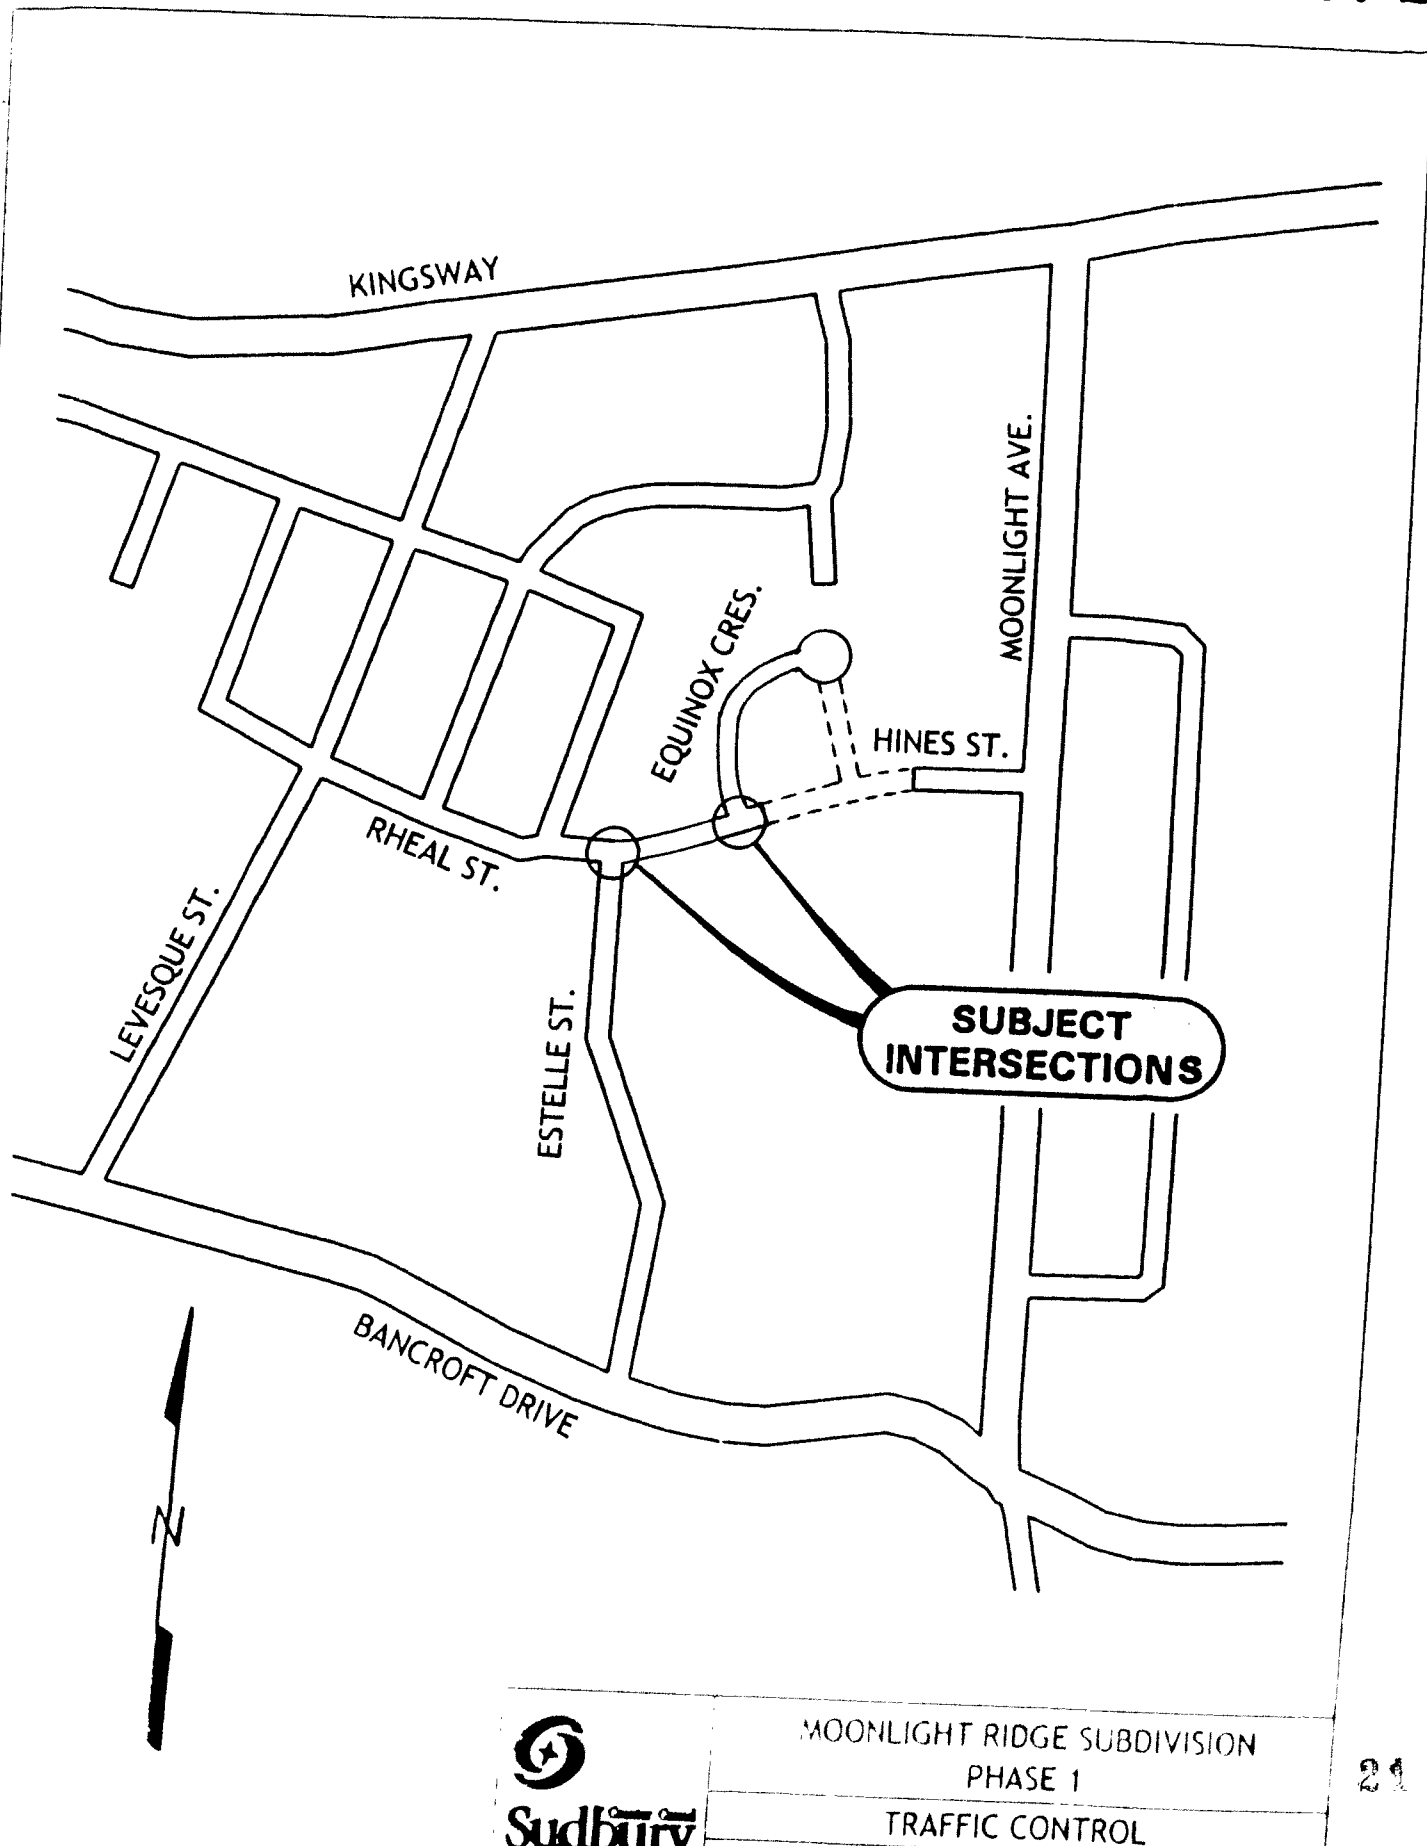 KINGSWAY
MOONLIGHT AVE.
EQUINOX CRES.
HINES ST.
RHEAL ST.
LEVESQUE ST.
ESTELLE ST.
SUBJECT
INTERSECTIONS
BANCROFT DRIVE
N
MOONLIGHT RIDGE SUBDIVISION
PHASE 1
21
Sudbury
TRAFFIC CONTROL